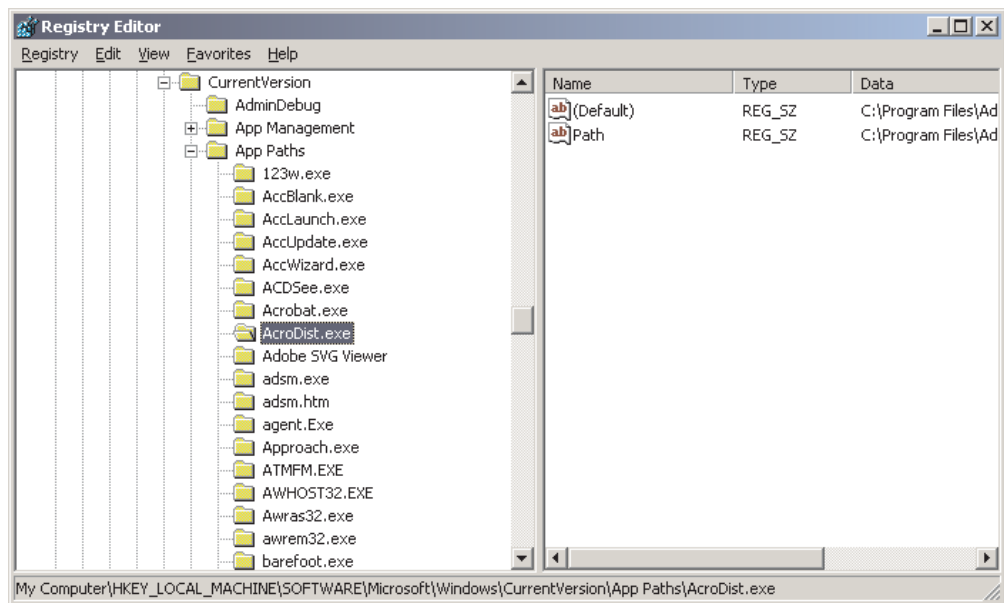 Registry Editor
Registry Edit View Favorites Help
CurrentVersion
AdminDebug
App Management
App Paths
123w.exe
AccBlank.exe
AccLaunch.exe
AccUpdate.exe
AccWizard.exe
ACDSee.exe
Acrobat.exe
AcroDist.exe
Adobe SVG Viewer
adsm.exe
adsm.htm
agent.Exe
Approach.exe
ATMFM.EXE
AWHOST32.EXE
Awras32.exe
awrem32.exe
barefoot.exe
Name Type Data
ab (Default) REG_SZ C:\Program Files\Ad
ab Path REG_SZ C:\Program Files\Ad
My Computer\HKEY_LOCAL_MACHINE\SOFTWARE\Microsoft\Windows\CurrentVersion\App Paths\AcroDist.exe